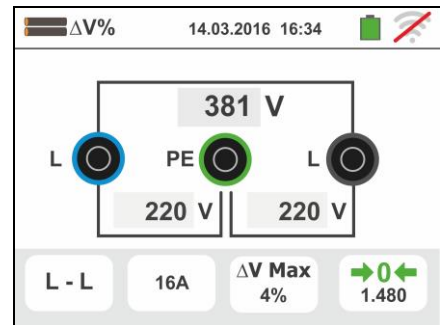 ΔV% 14.03.2016 16:34
381 V
L PE L
220 V 220 V
L - L 16A ΔV Max 4% ➔0← 1.480